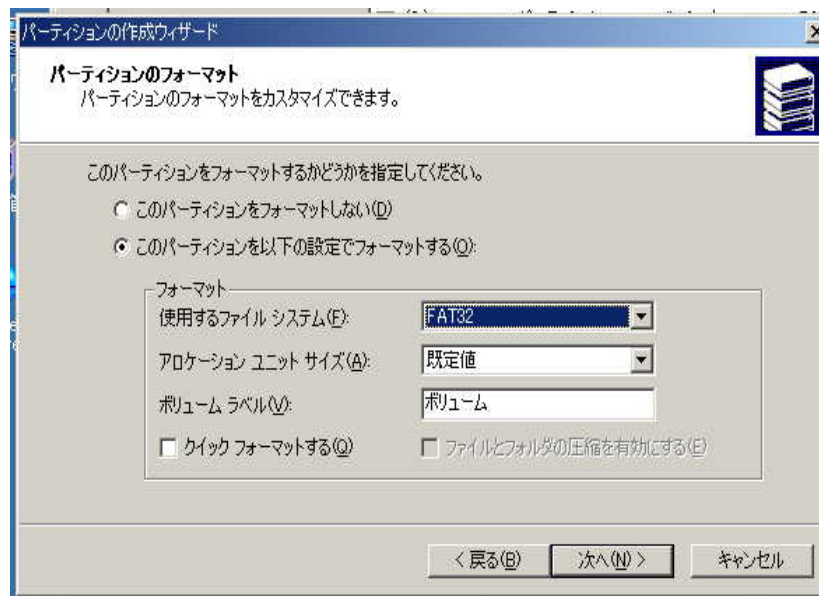 パーティションの作成ウィザード
パーティションのフォーマット
パーティションのフォーマットをカスタマイズできます。
このパーティションをフォーマットするかどうかを指定してください。
このパーティションをフォーマットしない(D)
このパーティションを以下の設定でフォーマットする(O):
フォーマット
使用するファイル システム(F): FAT32
アロケーション ユニット サイズ(A): 既定値
ボリューム ラベル(V): ボリューム
クイック フォーマットする(Q) ファイルとフォルダの圧縮を有効にする(E)
< 戻る(B) 次へ(N) > キャンセル